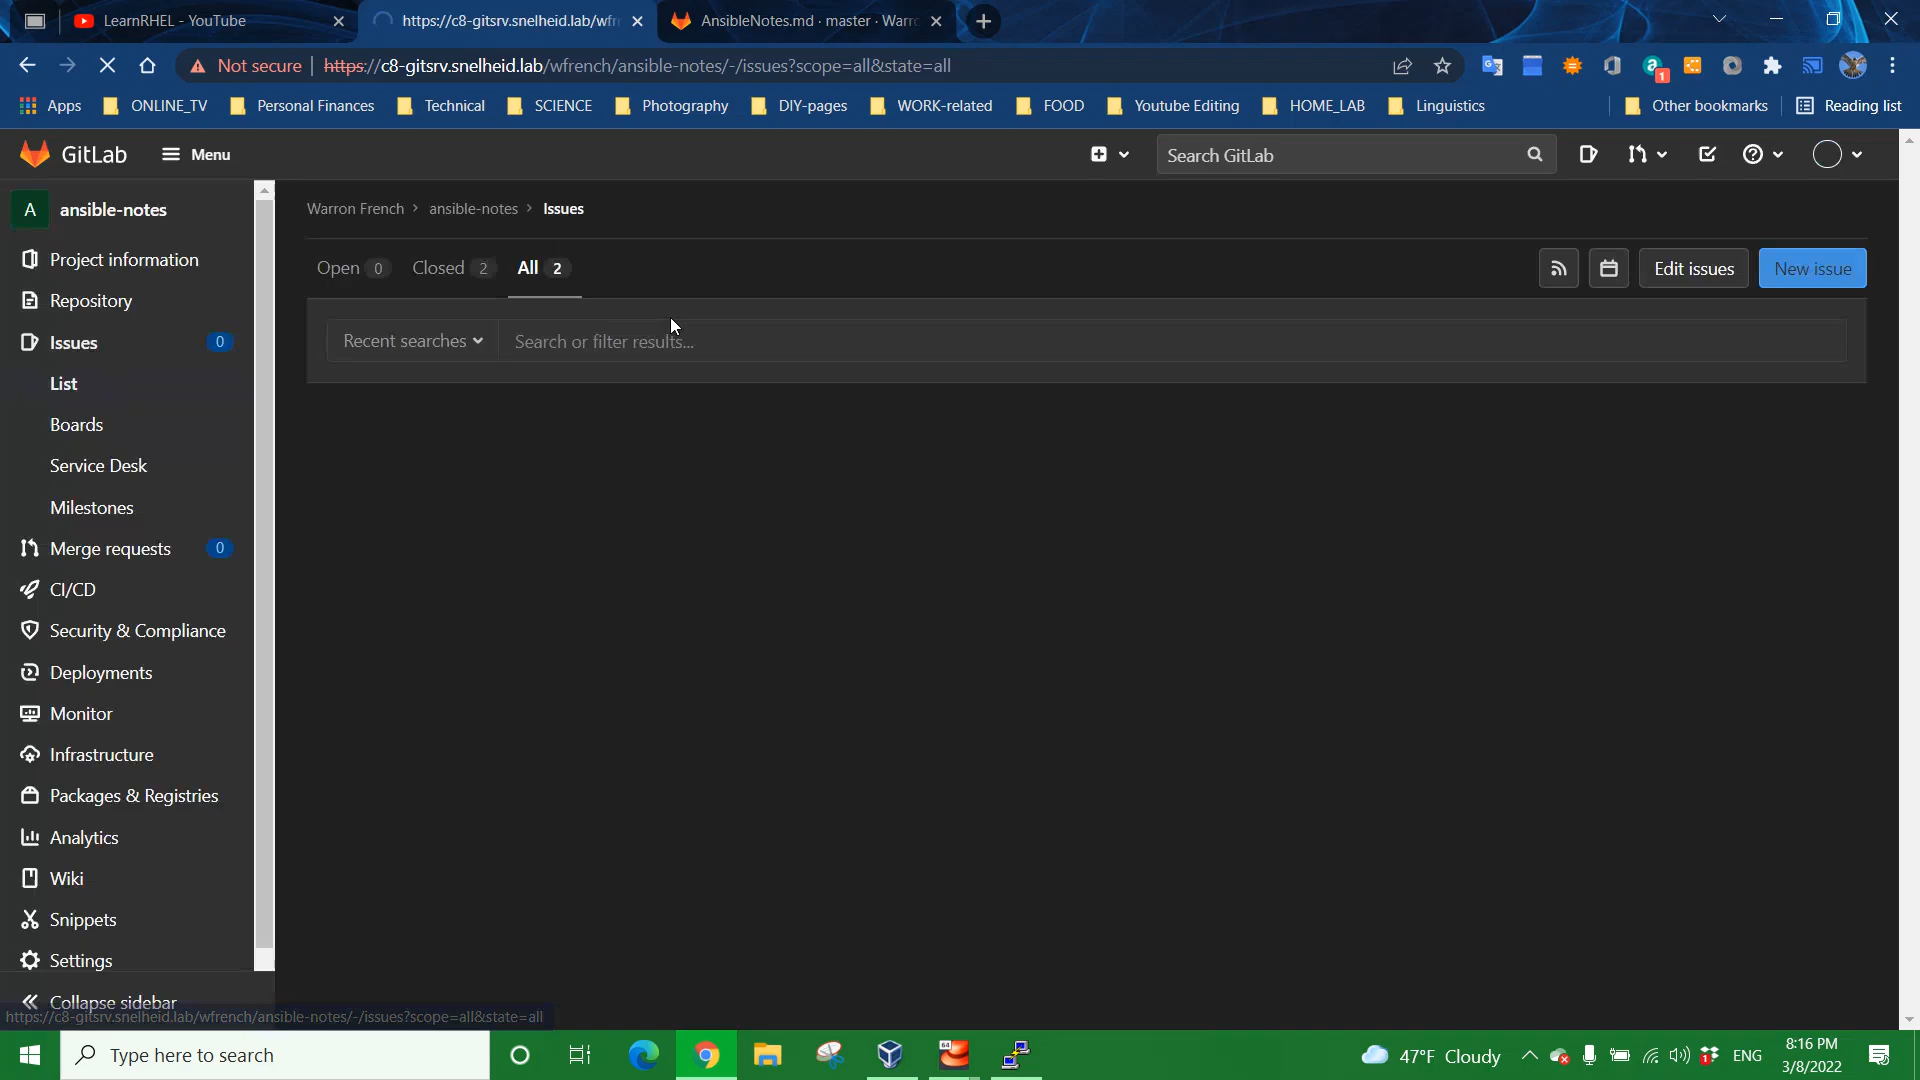 LearnRHEL - YouTube
https://c8-gitsrv.snelheid.lab/wfr
AnsibleNotes.md · master · Warr
Not secure | https://c8-gitsrv.snelheid.lab/wfrench/ansible-notes/-/issues?scope=all&state=all
1
Apps ONLINE_TV Personal Finances Technical SCIENCE Photography DIY-pages WORK-related FOOD Youtube Editing HOME_LAB Linguistics Other bookmarks Reading list
GitLab Menu Search GitLab
A ansible-notes
Warron French > ansible-notes > Issues
Project information
Open 0 Closed 2 All 2 Edit issues New issue
Repository
Issues 0
Recent searches Search or filter results...
List
Boards
Service Desk
Milestones
Merge requests 0
CI/CD
Security & Compliance
Deployments
Monitor
Infrastructure
Packages & Registries
Analytics
Wiki
Snippets
Settings
Collapse sidebar
https://c8-gitsrv.snelheid.lab/wfrench/ansible-notes/-/issues?scope=all&state=all
Type here to search
64
47°F Cloudy
1
ENG
8:16 PM
3/8/2022